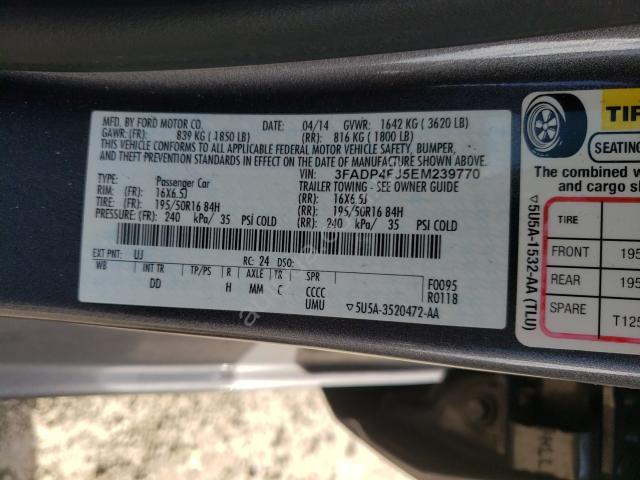 MFD. BY FORD MOTOR CO. DATE: 04/14 GVWR: 1642 KG ( 3620 LB)
GAWR: (FR): 839 KG ( 1850 LB) (RR): 816 KG ( 1800 LB)
THIS VEHICLE CONFORMS TO ALL APPLICABLE FEDERAL MOTOR VEHICLE SAFETY, BUMPER,
AND THEFT PREVENTION STANDARDS IN EFFECT ON THE DATE OF MANUFACTURE SHOWN ABOVE.
VIN: 3FADP4FJ5EM239770
TYPE: Passenger Car TRAILER TOWING - SEE OWNER GUIDE
RIM: (FR) 16X6.5J (RR): 16X6.5J
TIRE: (FR) 195/50R16 84H (RR): 195/50R16 84H
COLD PRESS: (FR) 240 kPa/ 35 PSI COLD (RR): 240 kPa/ 35 PSI COLD
EXT PNT: UJ RC: 24 DSO:
WB INT TR TP/PS R AXLE TR SPR F0095
DD H MM C CCCC R0118
UMU ▽5U5A-3520472-AA
▽5U5A-1532-AA (TLU)
TIR
SEATING
The combined w
and cargo s
TIRE
FRONT 195
REAR 195
SPARE T125